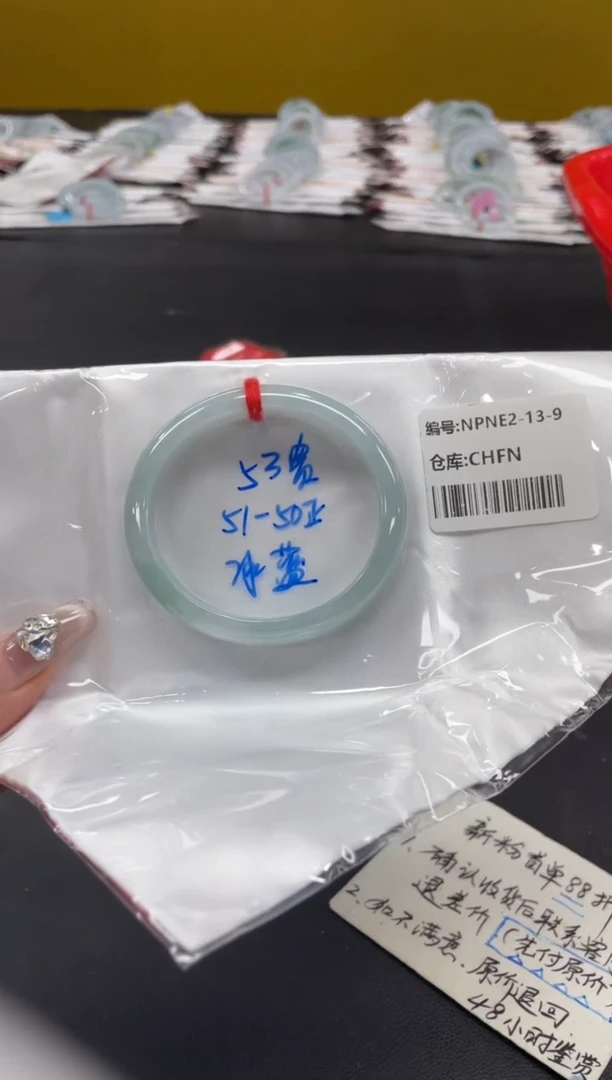 53贵
51-50正
冰蓝
编号:NPNE2-13-9
仓库:CHFN
新粉首单88折
1. 确认收货后联系客
退差价(先付原价
2. 如不满意、原价退回
48小时鉴赏